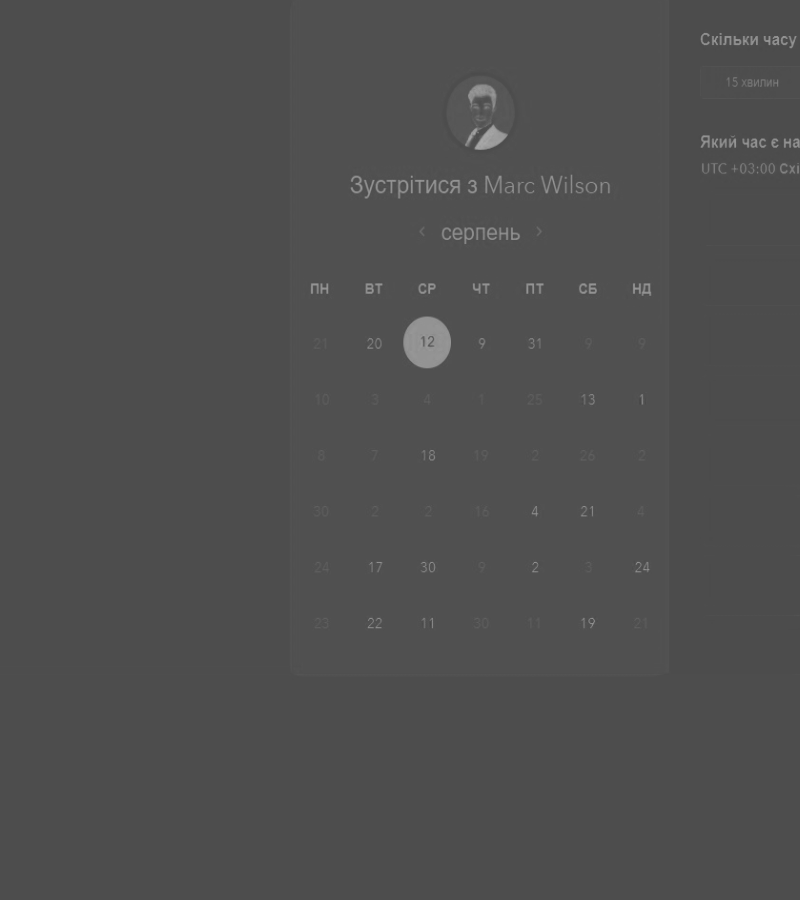 Скільки часу
15 хвилин
Який час є на
UTC +03:00 Схі
Зустрітися з Marc Wilson
‹ серпень ›
ПН ВТ СР ЧТ ПТ СБ НД
21 20 12 9 31 9 9
10 3 4 1 25 13 1
8 7 18 19 2 26 2
30 2 2 16 4 21 4
24 17 30 9 2 3 24
23 22 11 30 11 19 21